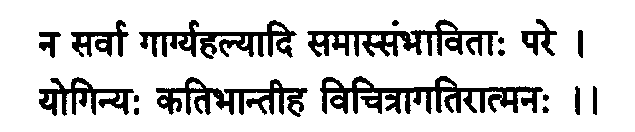 न सर्वा गार्ग्यहल्यादि समास्संभाविताः परे ।
योगिन्यः कतिभान्तीह विचित्रागतिरात्मनः ।।